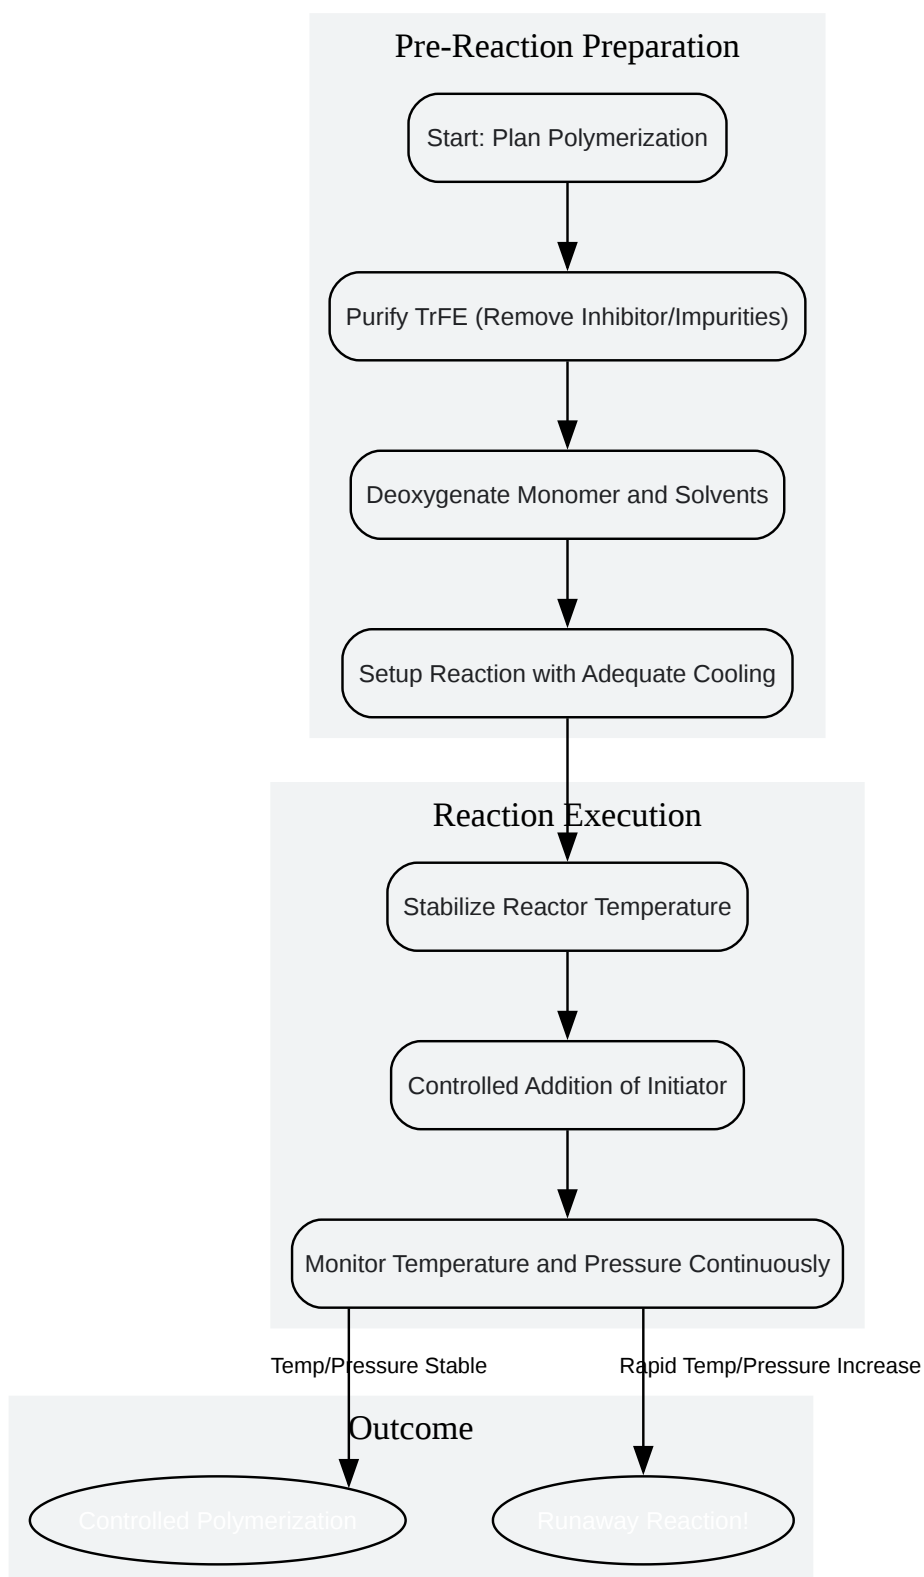 Pre-Reaction Preparation
Start: Plan Polymerization
Purify TrFE (Remove Inhibitor/Impurities)
Deoxygenate Monomer and Solvents
Setup Reaction with Adequate Cooling
Reaction Execution
Stabilize Reactor Temperature
Controlled Addition of Initiator
Monitor Temperature and Pressure Continuously
Temp/Pressure Stable
Rapid Temp/Pressure Increase
Outcome
Controlled Polymerization
Runaway Reaction!